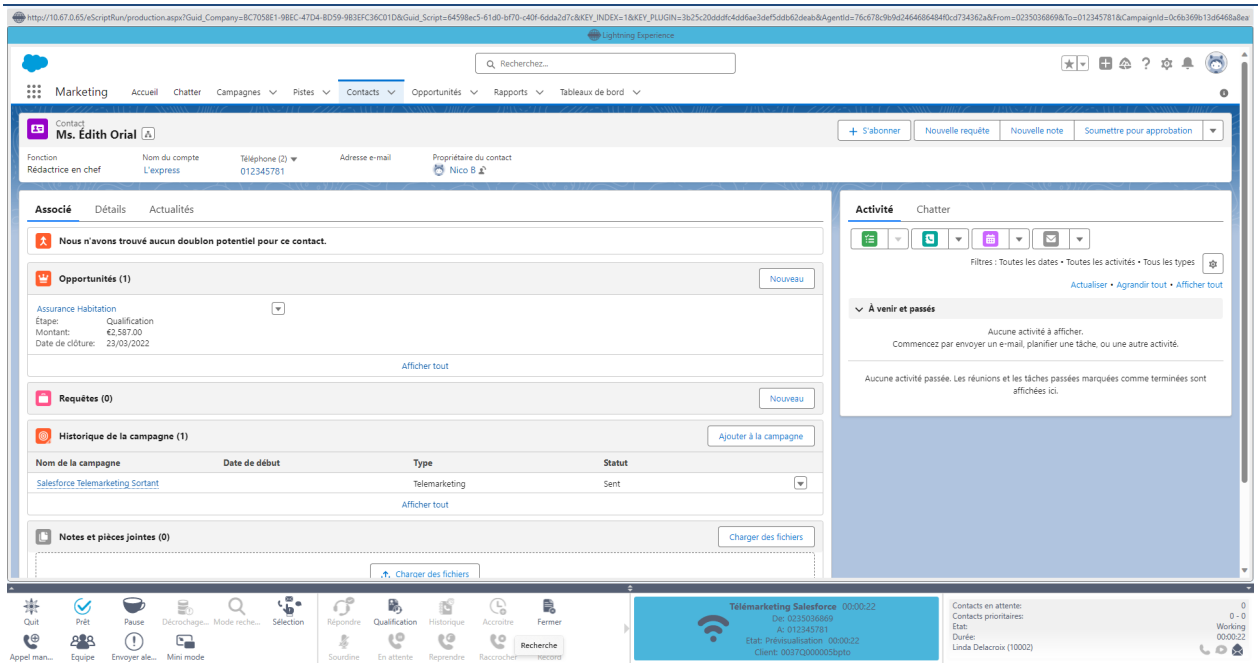 http://10.67.0.65/eScriptRun/production.aspx?Guid_Company=BC7058E1-9BEC-47D4-BD59-9B3EFC36C01D&Guid_Script=64598ec5-61d0-bf70-c40f-6dda2d7c&KEY_INDEX=1&KEY_PLUGIN=3b25c20dddfc4dd6ae3def5ddb62deab&AgentId=76c678c9b9d2464686484f0cd734362a&From=0235036869&To=012345781&CampaignId=0c6b369b13d6468a8ea
Lightning Experience
Recherchez...
Marketing Accueil Chatter Campagnes Pistes Contacts Opportunités Rapports Tableaux de bord
Contact
Ms. Édith Orial
S'abonner Nouvelle requête Nouvelle note Soumettre pour approbation
Fonction Nom du compte Téléphone (2) Adresse e-mail Propriétaire du contact
Rédactrice en chef L'express 012345781 Nico B
Associé Détails Actualités
Activité Chatter
Nous n'avons trouvé aucun doublon potentiel pour ce contact.
Filtres : Toutes les dates • Toutes les activités • Tous les types
Opportunités (1) Nouveau
Actualiser • Agrandir tout • Afficher tout
Assurance Habitation
Étape: Qualification
Montant: €2,587.00
Date de clôture: 23/03/2022
Afficher tout
À venir et passés
Aucune activité à afficher.
Commencez par envoyer un e-mail, planifier une tâche, ou une autre activité.
Aucune activité passée. Les réunions et les tâches passées marquées comme terminées sont
affichées ici.
Requêtes (0) Nouveau
Historique de la campagne (1) Ajouter à la campagne
Nom de la campagne Date de début Type Statut
Salesforce Telemarketing Sortant Telemarketing Sent
Afficher tout
Notes et pièces jointes (0) Charger des fichiers
Charger des fichiers
Quit Prêt Pause Décrochage... Mode reche... Sélection Répondre Qualification Historique Accroitre Fermer
Appel man... Equipe Envoyer ale... Mini mode Sourdine En attente Reprendre Raccrocher Record
Recherche
Télémarketing Salesforce 00:00:22
De: 0235036869
A: 012345781
Etat: Prévisualisation 00:00:22
Client: 0037Q000005bpto
Contacts en attente: 0
Contacts prioritaires: 0 - 0
Etat: Working
Durée: 00:00:22
Linda Delacroix (10002)